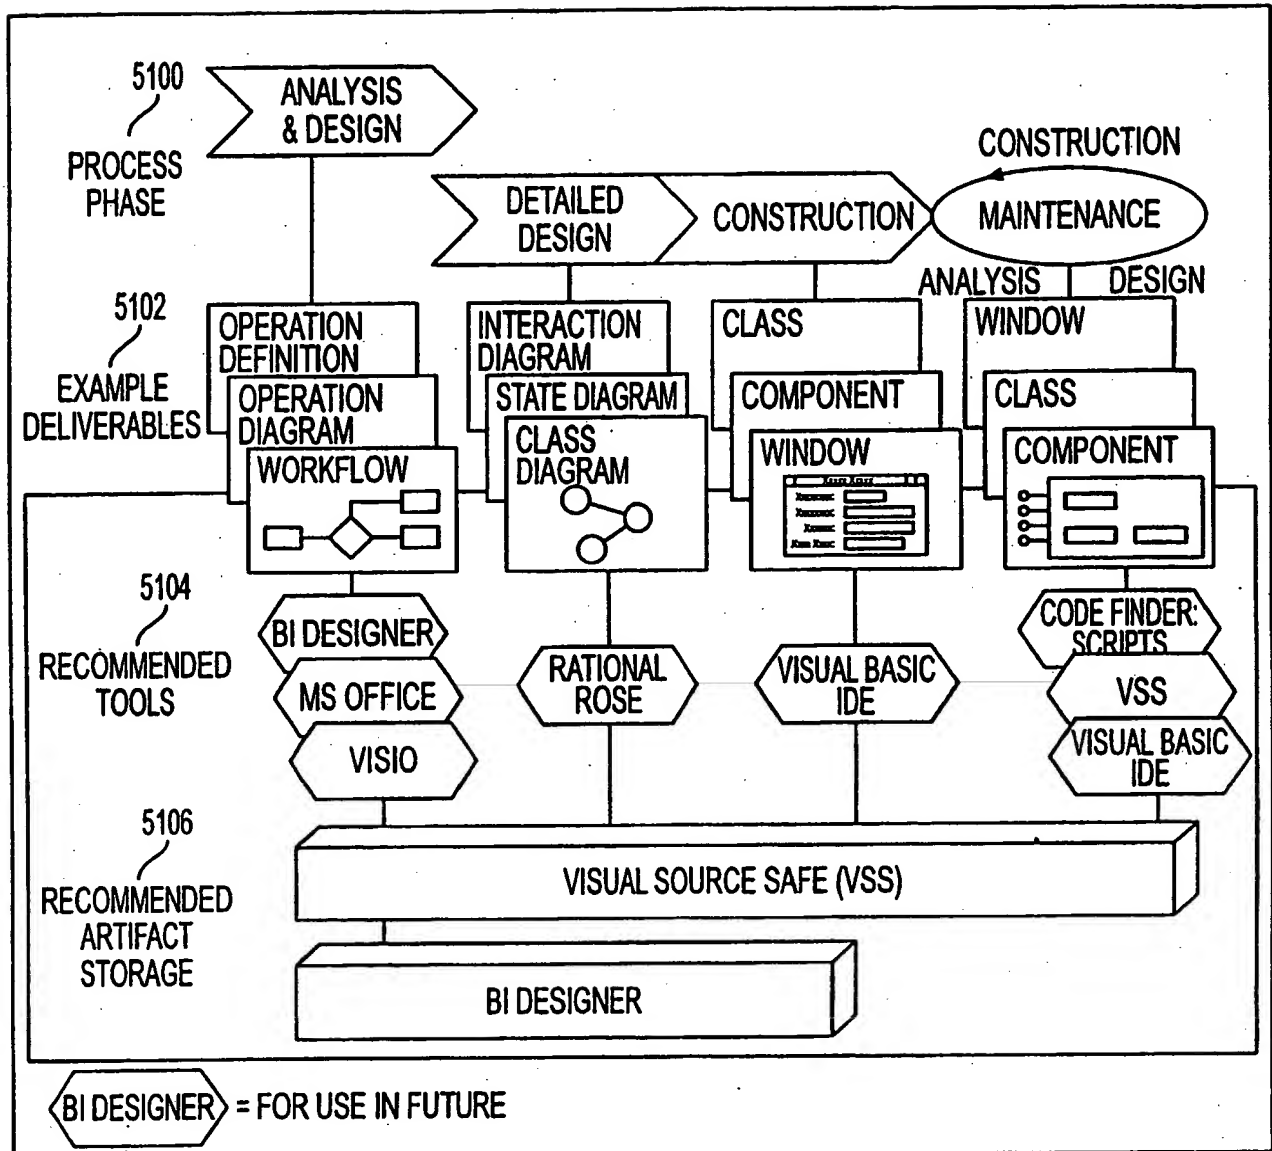 5100
PROCESS
PHASE
ANALYSIS
& DESIGN
DETAILED
DESIGN
CONSTRUCTION
CONSTRUCTION
MAINTENANCE
ANALYSIS
DESIGN
5102
EXAMPLE
DELIVERABLES
OPERATION
DEFINITION
OPERATION
DIAGRAM
WORKFLOW
INTERACTION
DIAGRAM
STATE DIAGRAM
CLASS
DIAGRAM
CLASS
COMPONENT
WINDOW
WINDOW
CLASS
COMPONENT
5104
RECOMMENDED
TOOLS
BI DESIGNER
MS OFFICE
VISIO
RATIONAL
ROSE
VISUAL BASIC
IDE
CODE FINDER:
SCRIPTS
VSS
VISUAL BASIC
IDE
5106
RECOMMENDED
ARTIFACT
STORAGE
VISUAL SOURCE SAFE (VSS)
BI DESIGNER
BI DESIGNER = FOR USE IN FUTURE